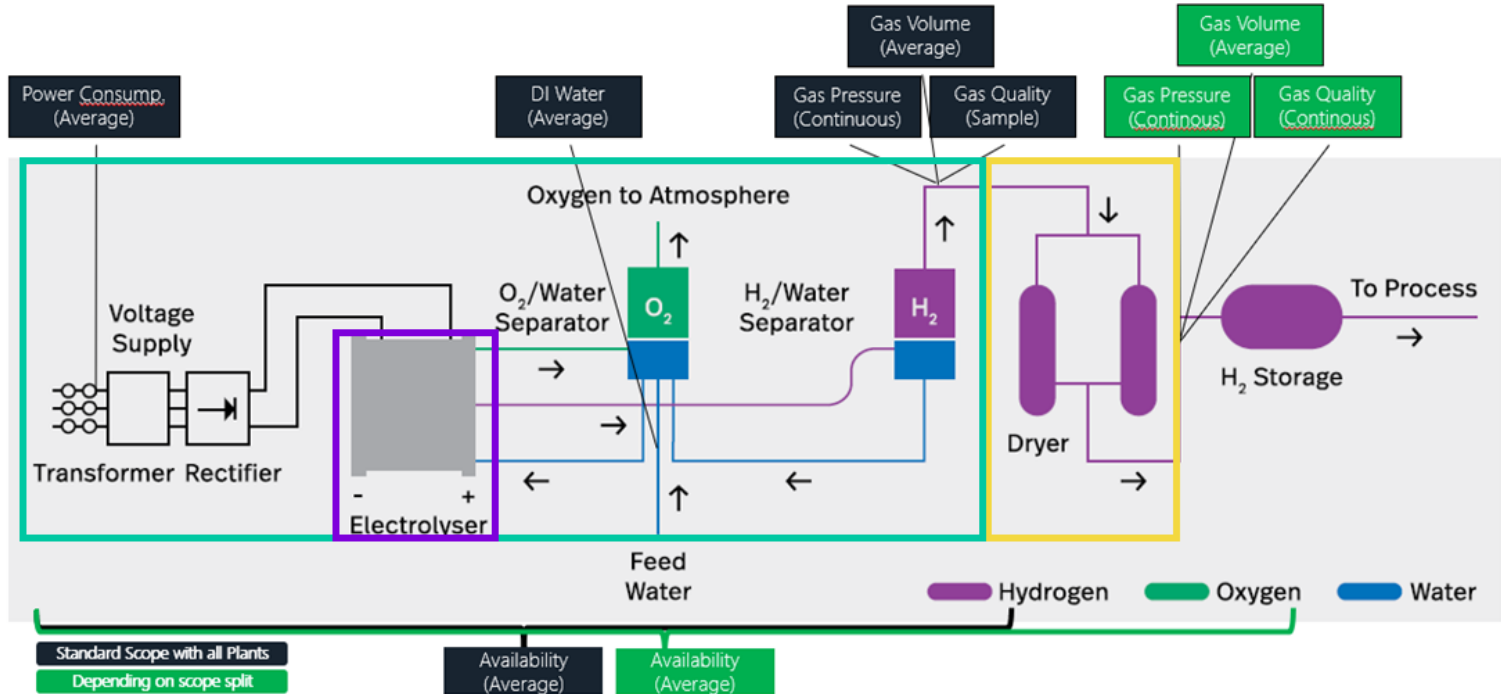 Gas Volume
(Average)
Gas Volume
(Average)
Power Consump.
(Average)
DI Water
(Average)
Gas Pressure
(Continuous)
Gas Quality
(Sample)
Gas Pressure
(Continous)
Gas Quality
(Continous)
Oxygen to Atmosphere
O₂/Water
Separator
O₂
H₂/Water
Separator
H₂
To Process
Voltage
Supply
H₂ Storage
Dryer
Transformer
Rectifier
- +
Electrolyser
Feed
Water
Hydrogen
Oxygen
Water
Standard Scope with all Plants
Depending on scope split
Availability
(Average)
Availability
(Average)